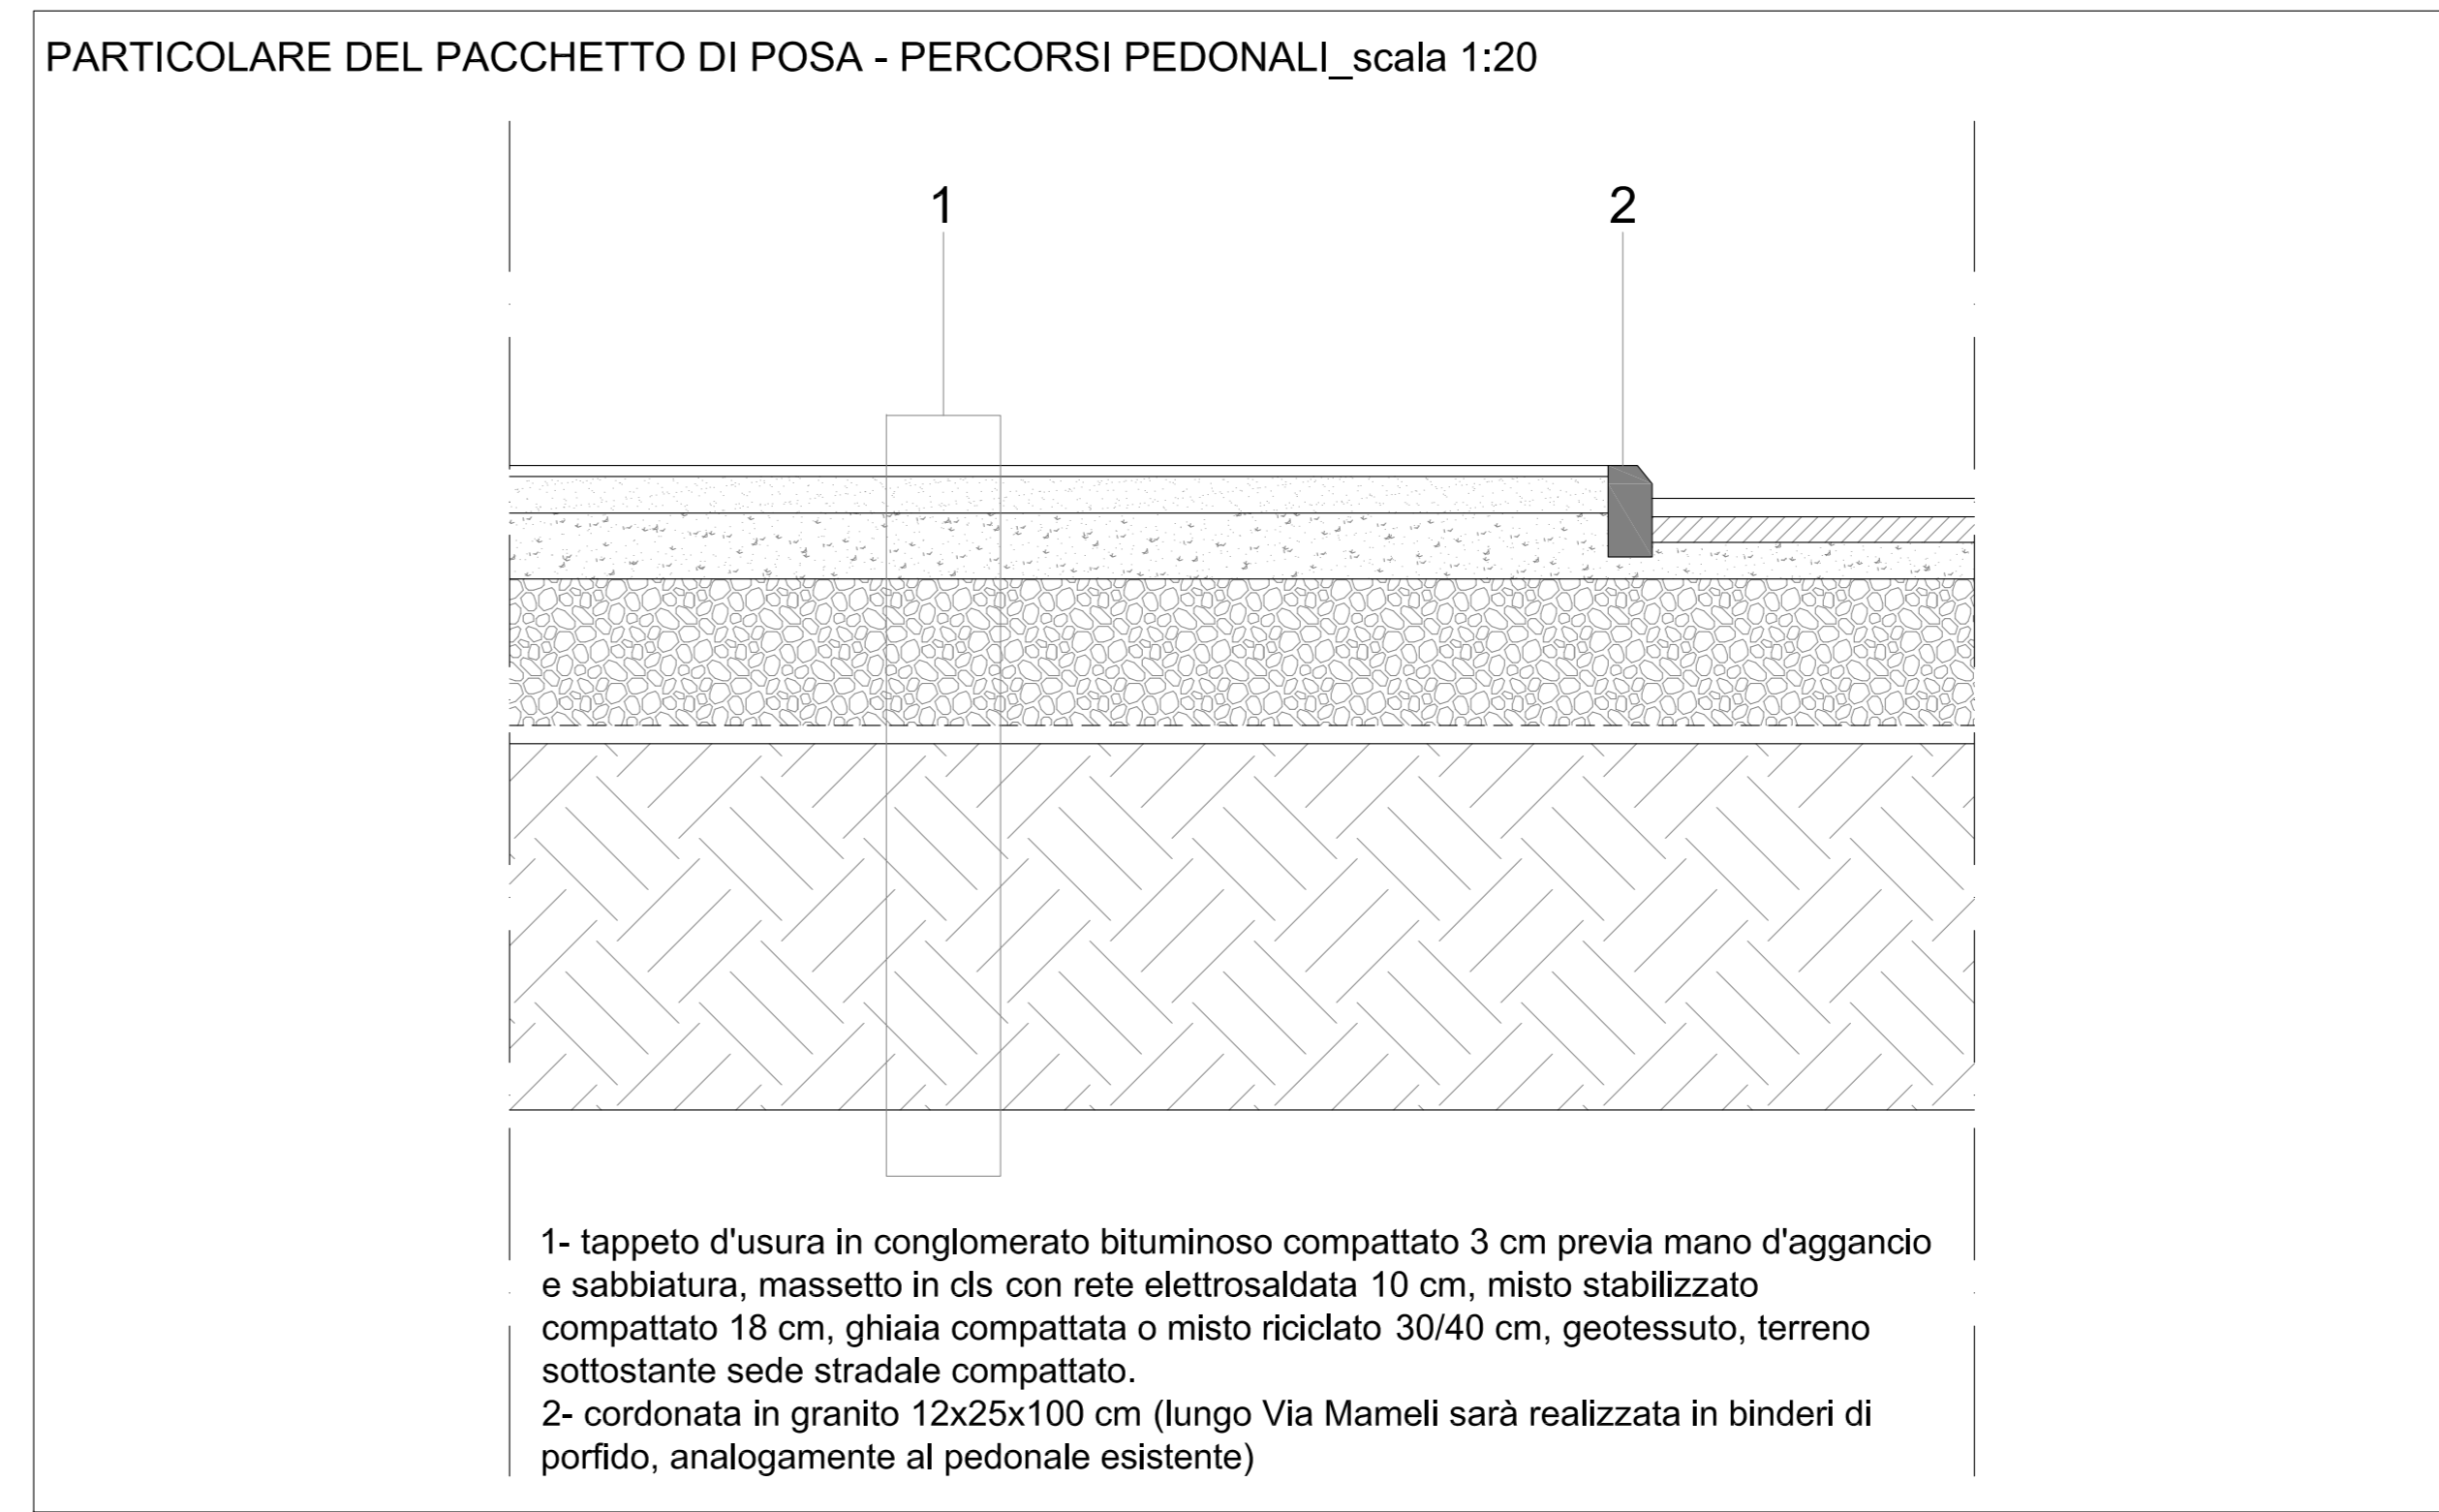 PARTICOLARE DEL PACCHETTO DI POSA - PERCORSI PEDONALI_scala 1:20
1
2
1- tappeto d'usura in conglomerato bituminoso compattato 3 cm previa mano d'aggancio
e sabbiatura, massetto in cls con rete elettrosaldata 10 cm, misto stabilizzato
compattato 18 cm, ghiaia compattata o misto riciclato 30/40 cm, geotessuto, terreno
sottostante sede stradale compattato.
2- cordonata in granito 12x25x100 cm (lungo Via Mameli sarà realizzata in binderi di
porfido, analogamente al pedonale esistente)